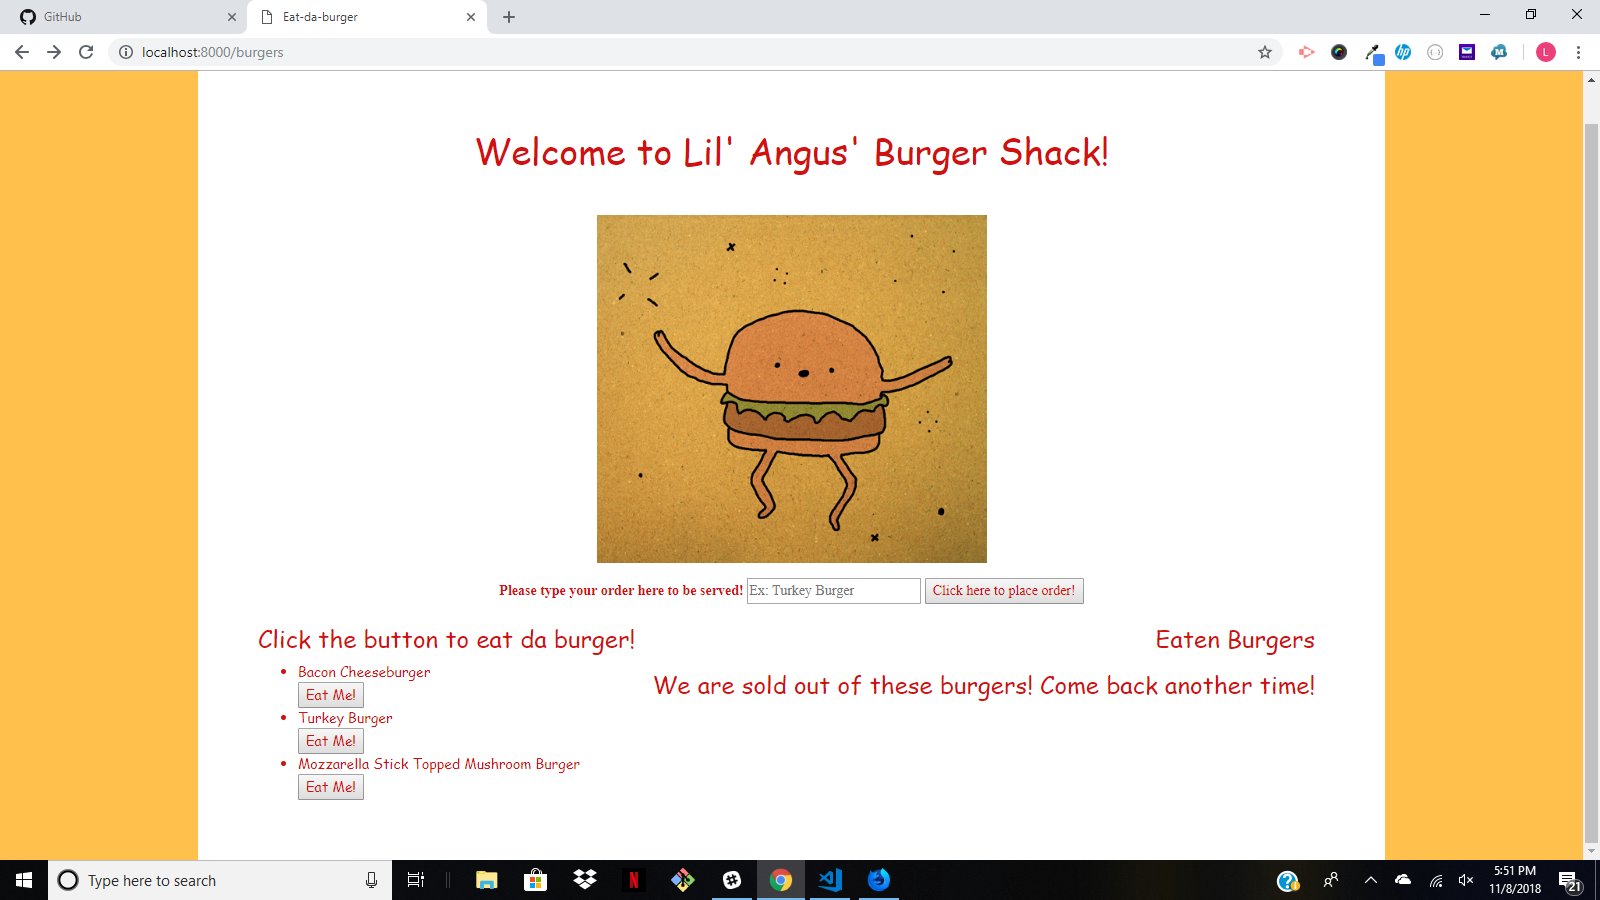 GitHub
Eat-da-burger
localhost:8000/burgers
L
Welcome to Lil' Angus' Burger Shack!
Please type your order here to be served! Ex: Turkey Burger Click here to place order!
Click the button to eat da burger!
Eaten Burgers
Bacon Cheeseburger
Eat Me!
We are sold out of these burgers! Come back another time!
Turkey Burger
Eat Me!
Mozzarella Stick Topped Mushroom Burger
Eat Me!
Type here to search
5:51 PM
11/8/2018
21